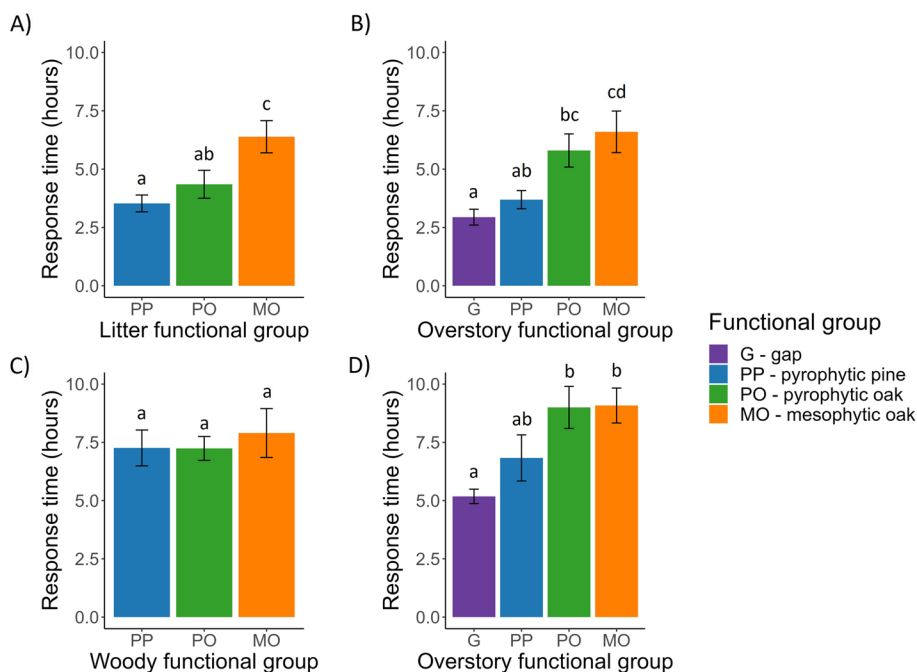 A)
Response time (hours)
10.0
7.5
5.0
2.5
0.0
a
ab
c
PP PO MO
Litter functional group
B)
Response time (hours)
10.0
7.5
5.0
2.5
0.0
a
ab
bc
cd
G PP PO MO
Overstory functional group
Functional group
G - gap
PP - pyrophytic pine
PO - pyrophytic oak
MO - mesophytic oak
C)
Response time (hours)
10.0
7.5
5.0
2.5
0.0
a
a
a
PP PO MO
Woody functional group
D)
Response time (hours)
10.0
7.5
5.0
2.5
0.0
a
ab
b
b
G PP PO MO
Overstory functional group